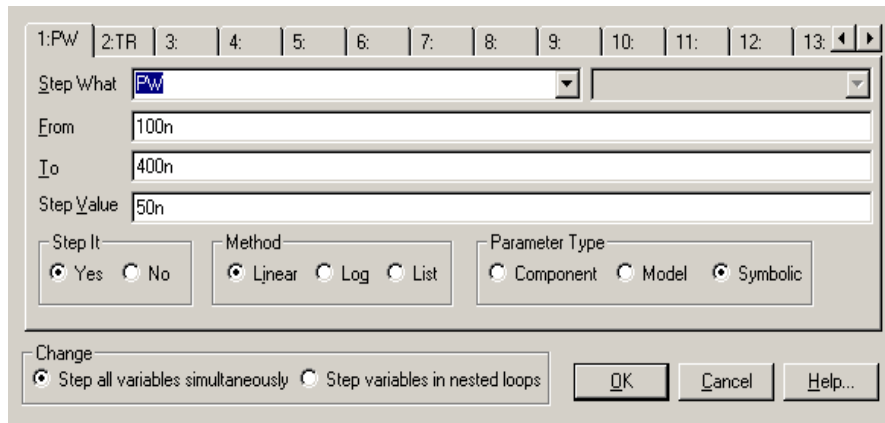 1:PW 2:TR 3: 4: 5: 6: 7: 8: 9: 10: 11: 12: 13:
Step What PW
From 100n
To 400n
Step Value 50n
Step It Method Parameter Type
Yes No Linear Log List Component Model Symbolic
Change
Step all variables simultaneously Step variables in nested loops OK Cancel Help...